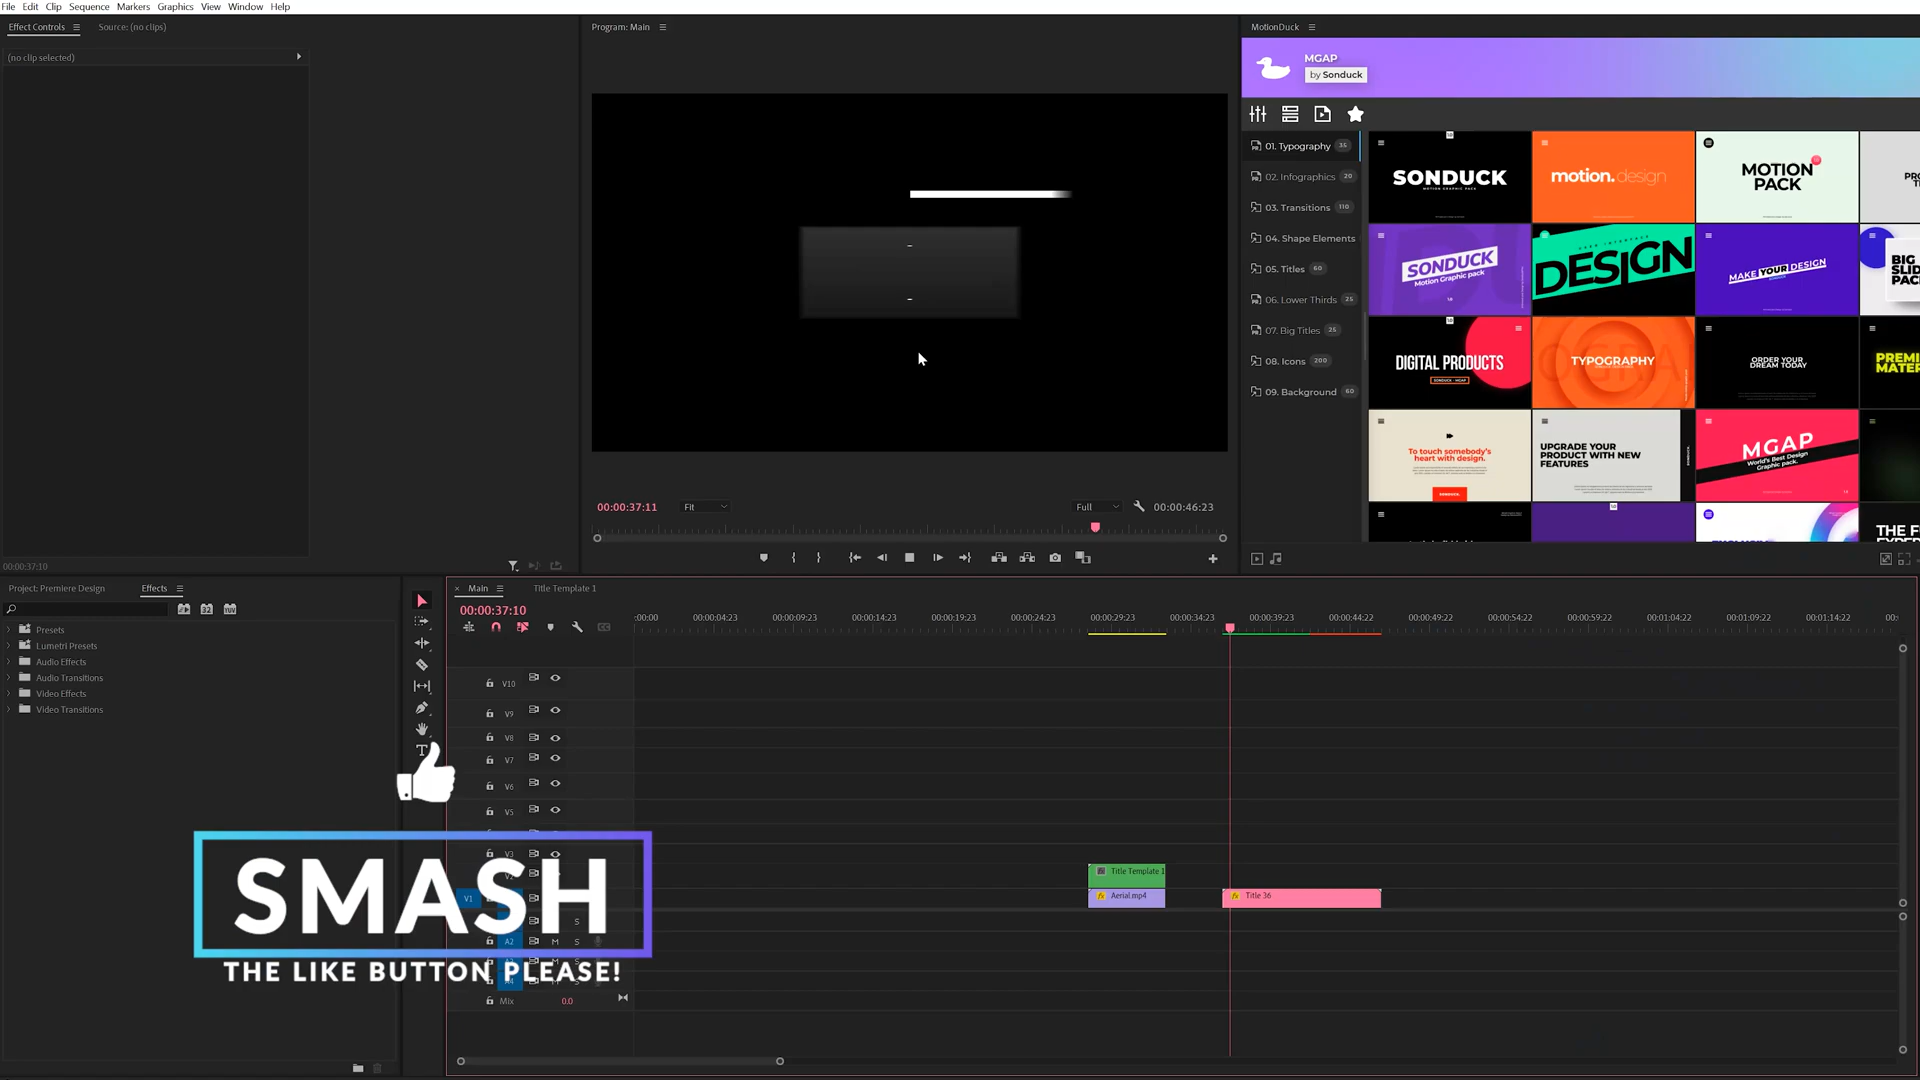 File Edit Clip Sequence Markers Graphics View Window Help
Effect Controls
Source: (no clips)
(no clip selected)
00:00:37:10
Program: Main
00:00:37:11
Fit
Full
00:00:46:23
MotionDuck
MGAP
by Sonduck
01. Typography 35
02. Infographics 20
03. Transitions 110
04. Shape Elements
05. Titles 60
06. Lower Thirds 25
07. Big Titles 25
08. Icons 200
09. Background 60
SONDUCK
MOTION GRAPHIC PACK
motion.design
MOTION
PACK
SONDUCK
Motion Graphic pack
DESIGN
MAKE YOUR DESIGN
BIG
DIGITAL PRODUCTS
SONDUCK - MGAP
TYPOGRAPHY
ORDER YOUR
DREAM TODAY
To touch somebody's
heart with design.
SONDUCK.
UPGRADE YOUR
PRODUCT WITH NEW
FEATURES
MGAP
World's Best Design
Graphic pack.
Project: Premiere Design
Effects
Presets
Lumetri Presets
Audio Effects
Audio Transitions
Video Effects
Video Transitions
Main
Title Template 1
00:00:37:10
:00:00 00:00:04:23 00:00:09:23 00:00:14:23 00:00:19:23 00:00:24:23 00:00:29:23 00:00:34:23 00:00:39:23 00:00:44:22 00:00:49:22 00:00:54:22 00:00:59:22 00:01:04:22 00:01:09:22 00:01:14:22 00:
V10
V9
V8
V7
V6
V5
V3
V2
Title Template 1
V1
Aerial.mp4
Title 36
S
A2 M S
A4
Mix 0.0
SMASH
THE LIKE BUTTON PLEASE!